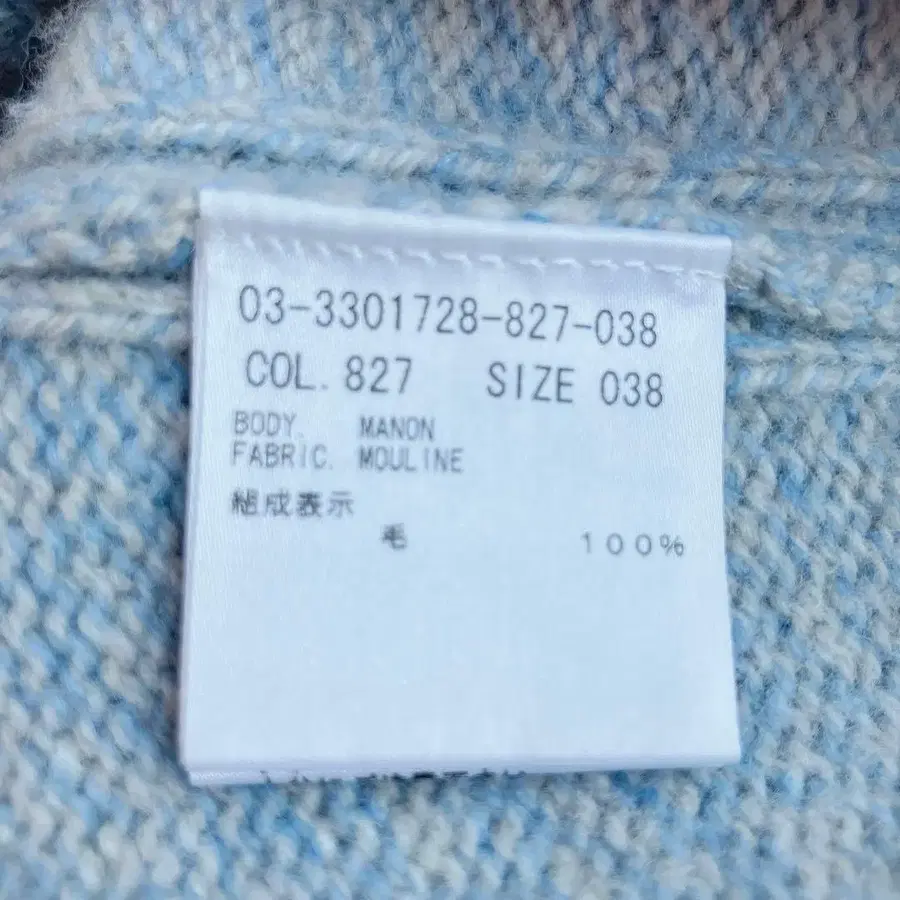 03-3301728-827-038
COL. 827 SIZE 038
BODY. MANON
FABRIC. MOULINE
組成表示
毛 100%